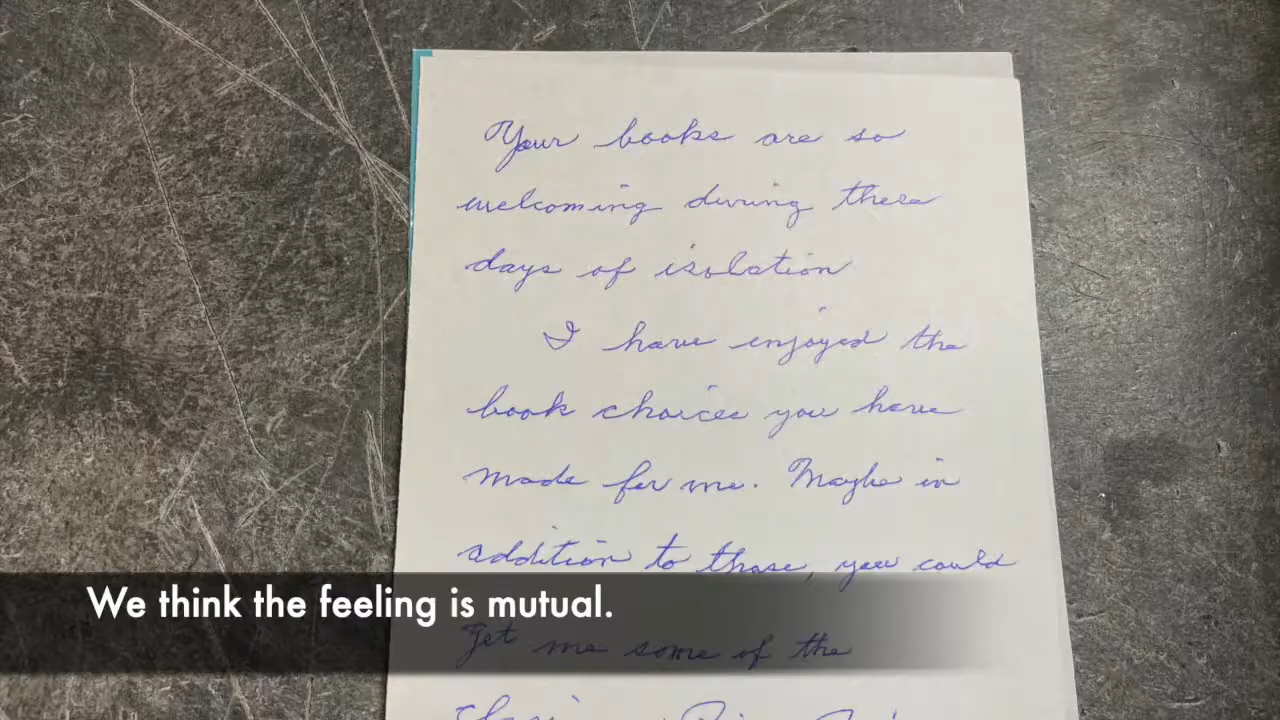 Your books are so
welcoming during these
days of isolation
I have enjoyed the
book choices you have
made for me. Maybe in
addition to those, you could
We think the feeling is mutual.
get me some of the